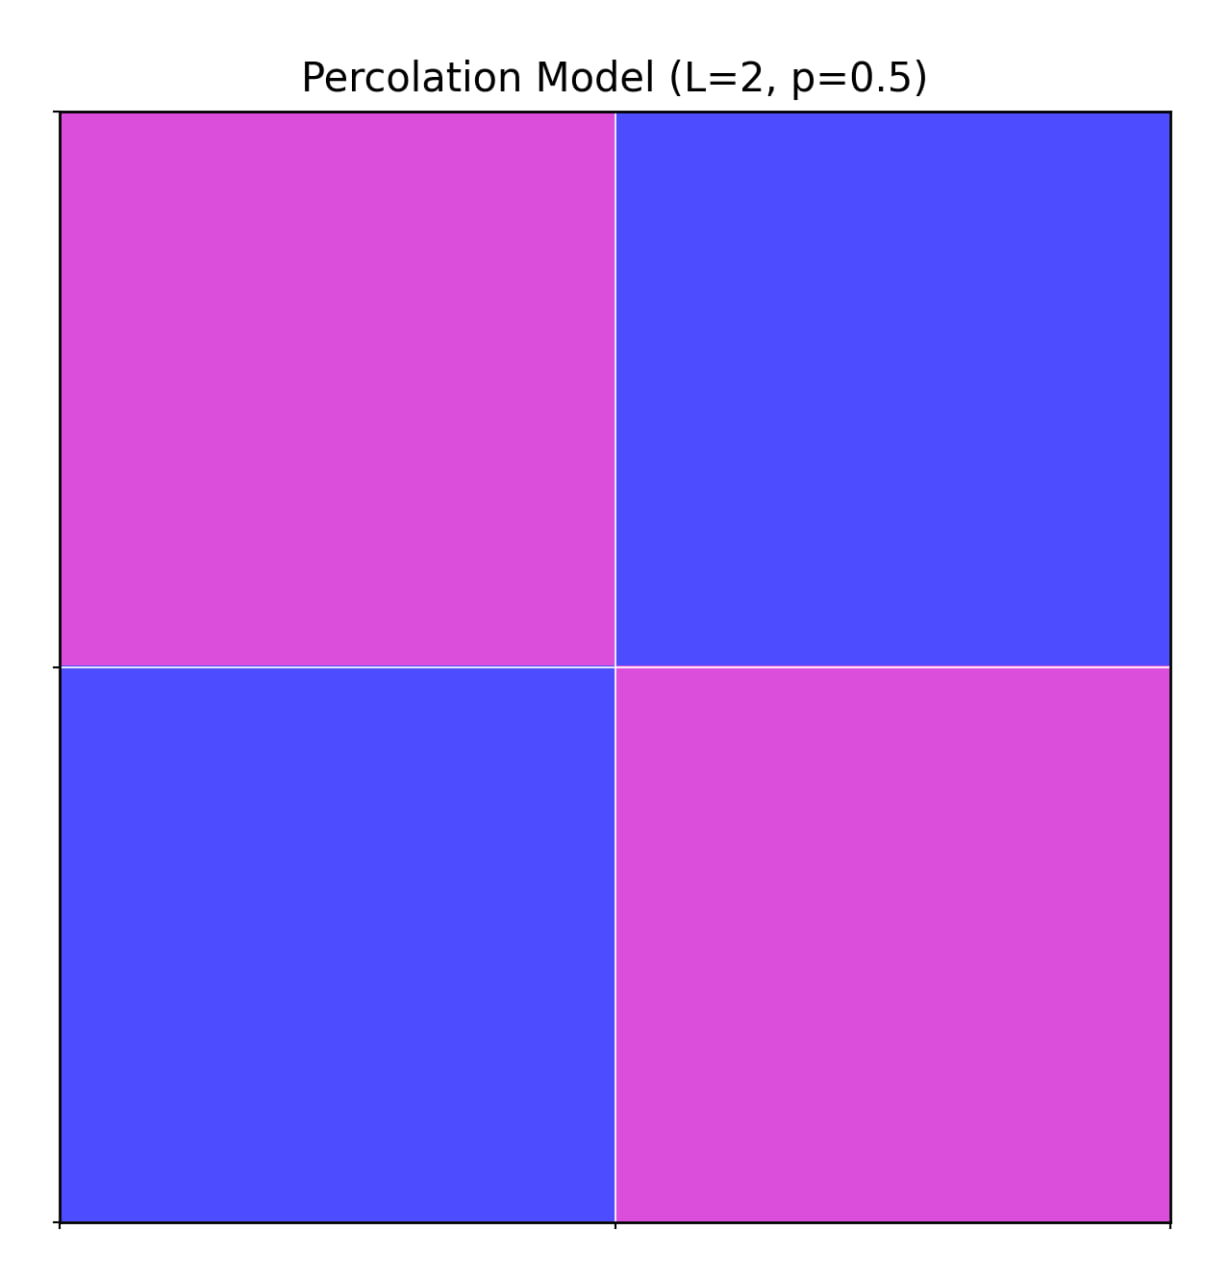 Percolation Model (L=2, p=0.5)